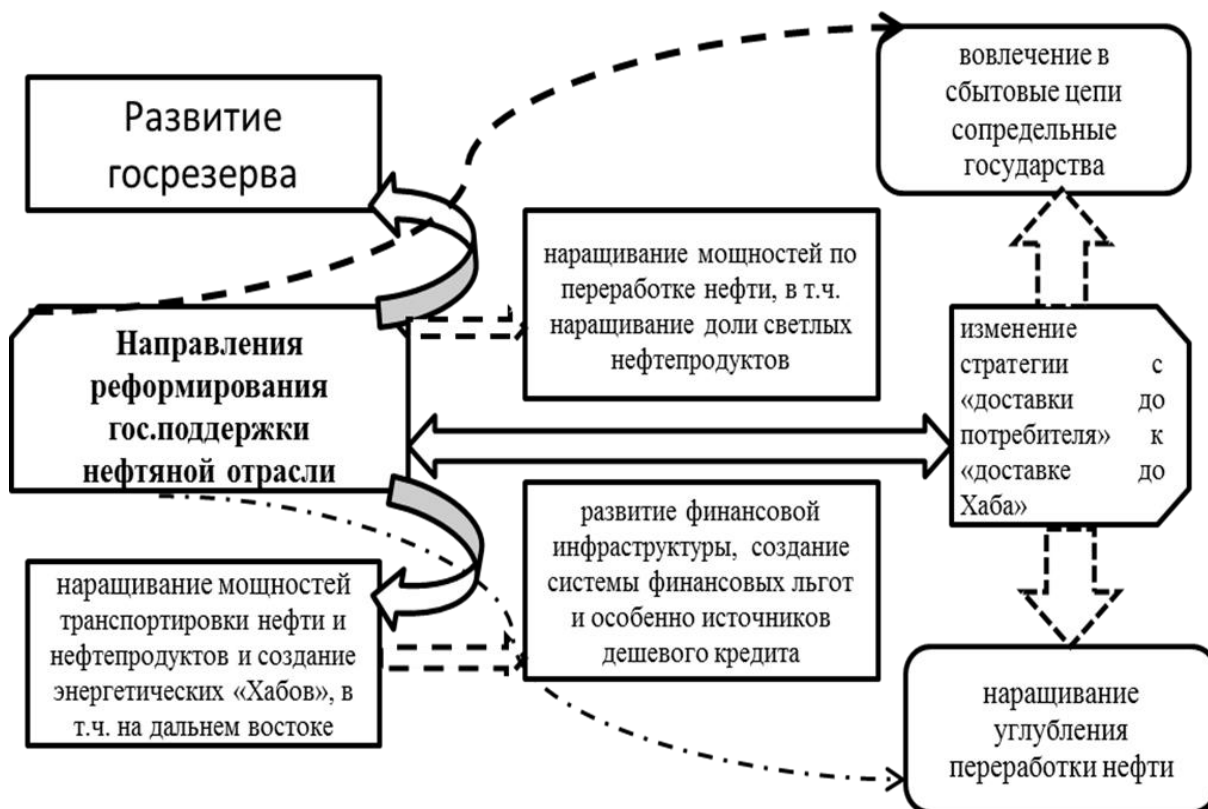 Развитие
госрезерва
вовлечение в
сбытовые цепи
сопредельные
государства
наращивание мощностей по
переработке нефти, в т.ч.
наращивание доли светлых
нефтепродуктов
Направления
реформирования
гос.поддержки
нефтяной отрасли
изменение
стратегии с
«доставки до
потребителя» к
«доставке до
Хаба»
развитие финансовой
инфраструктуры, создание
системы финансовых льгот
и особенно источников
дешевого кредита
наращивание мощностей
транспортировки нефти и
нефтепродуктов и создание
энергетических «Хабов», в
т.ч. на дальнем востоке
наращивание
углубления
переработки нефти